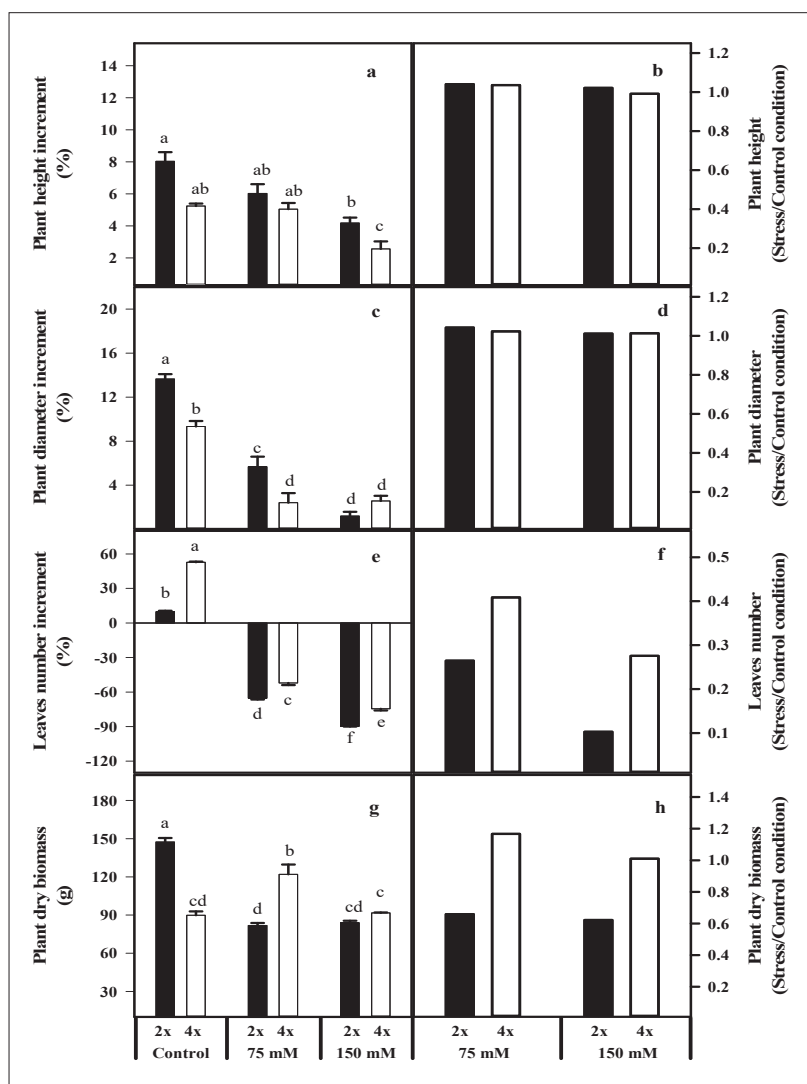 Plant height increment
(%)
14
12
10
8
6
4
2
a
a
ab
ab
ab
b
c
b
1.2
1.0
0.8
0.6
0.4
0.2
Plant height
(Stress/Control condition)
Plant diameter increment
(%)
20
16
12
8
4
c
a
b
c
d
d
d
d
1.2
1.0
0.8
0.6
0.4
0.2
Plant diameter
(Stress/Control condition)
Leaves number increment
(%)
60
30
0
-30
-60
-90
-120
e
b
a
d
c
f
e
f
0.5
0.4
0.3
0.2
0.1
Leaves number
(Stress/Control condition)
Plant dry biomass
(g)
180
150
120
90
60
30
g
a
cd
d
b
cd
c
h
1.4
1.2
1.0
0.8
0.6
0.4
0.2
Plant dry biomass
(Stress/Control condition)
2x 4x 2x 4x 2x 4x 2x 4x 2x 4x
Control 75 mM 150 mM 75 mM 150 mM